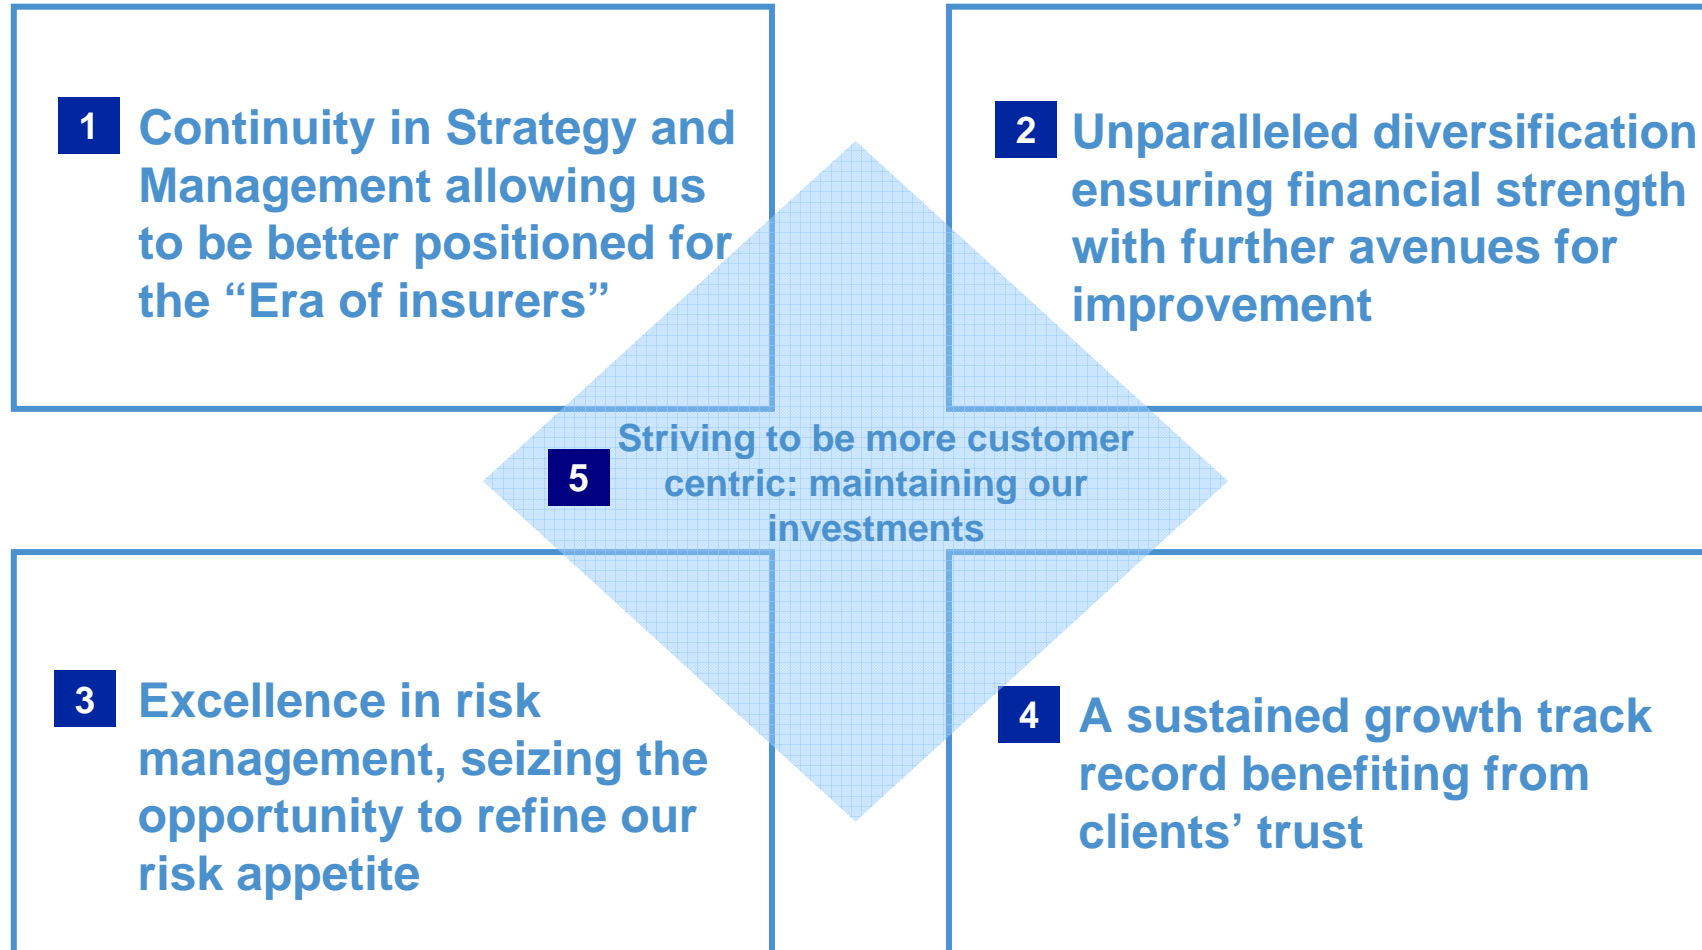 1
Continuity in Strategy and
Management allowing us
to be better positioned for
the “Era of insurers”
2
Unparalleled diversification
ensuring financial strength
with further avenues for
improvement
5
Striving to be more customer
centric: maintaining our
investments
3
Excellence in risk
management, seizing the
opportunity to refine our
risk appetite
4
A sustained growth track
record benefiting from
clients’ trust